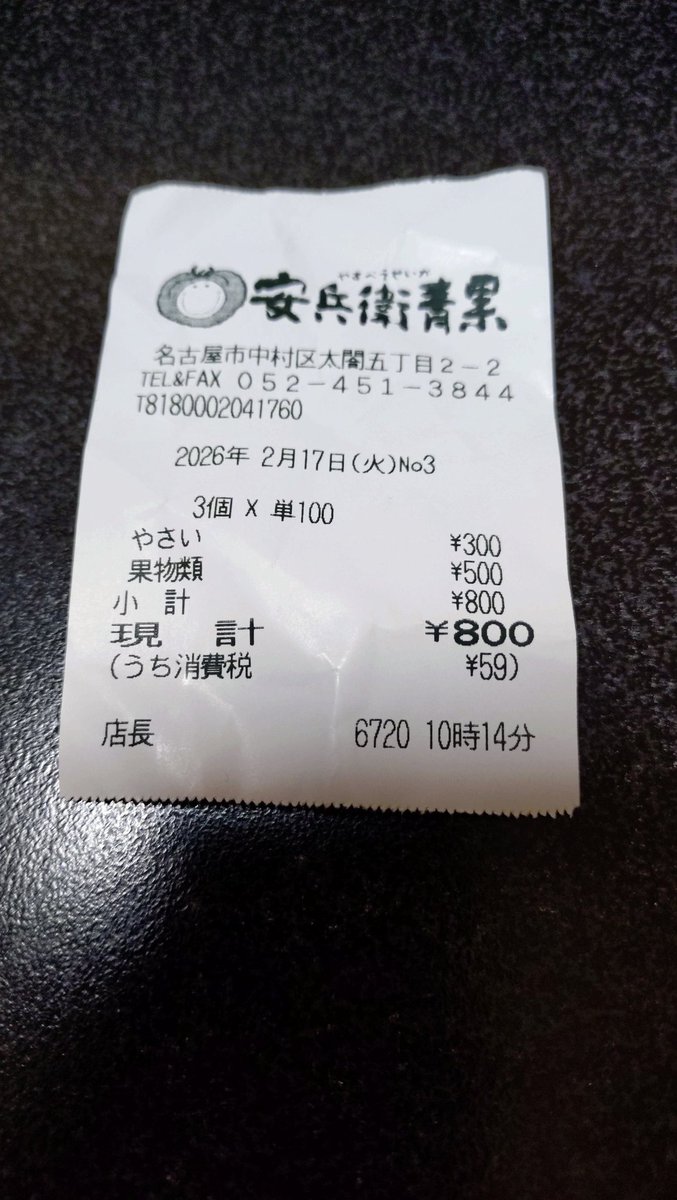 やすべうせいか
安兵衛青果
名古屋市中村区太閤五丁目2-2
TEL&FAX 052-451-3844
T8180002041760
2026年 2月17日(火)No3
3個 X 単100
やさい ¥300
果物類 ¥500
小 計 ¥800
現 計 ¥800
(うち消費税 ¥59)
店長 6720 10時14分